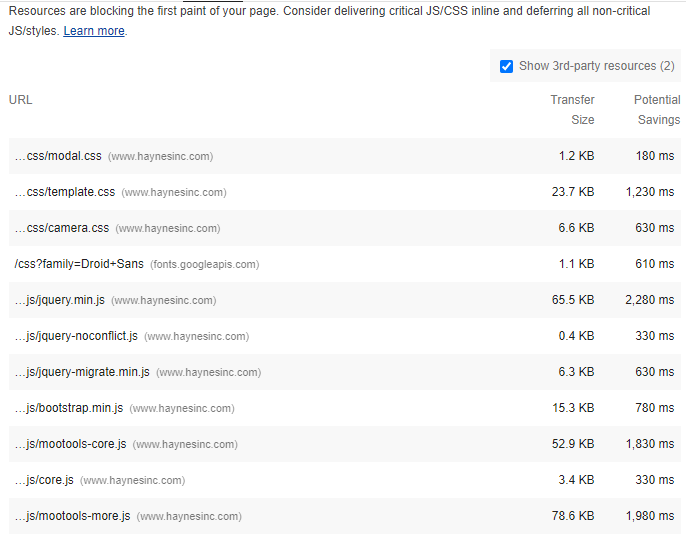 Resources are blocking the first paint of your page. Consider delivering critical JS/CSS inline and deferring all non-critical
JS/styles. Learn more.
Show 3rd-party resources (2)
URL Transfer Size Potential Savings
...css/modal.css (www.haynesinc.com) 1.2 KB 180 ms
...css/template.css (www.haynesinc.com) 23.7 KB 1,230 ms
...css/camera.css (www.haynesinc.com) 6.6 KB 630 ms
/css?family=Droid+Sans (fonts.googleapis.com) 1.1 KB 610 ms
...js/jquery.min.js (www.haynesinc.com) 65.5 KB 2,280 ms
...js/jquery-noconflict.js (www.haynesinc.com) 0.4 KB 330 ms
...js/jquery-migrate.min.js (www.haynesinc.com) 6.3 KB 630 ms
...js/bootstrap.min.js (www.haynesinc.com) 15.3 KB 780 ms
...js/mootools-core.js (www.haynesinc.com) 52.9 KB 1,830 ms
...js/core.js (www.haynesinc.com) 3.4 KB 330 ms
...js/mootools-more.js (www.haynesinc.com) 78.6 KB 1,980 ms